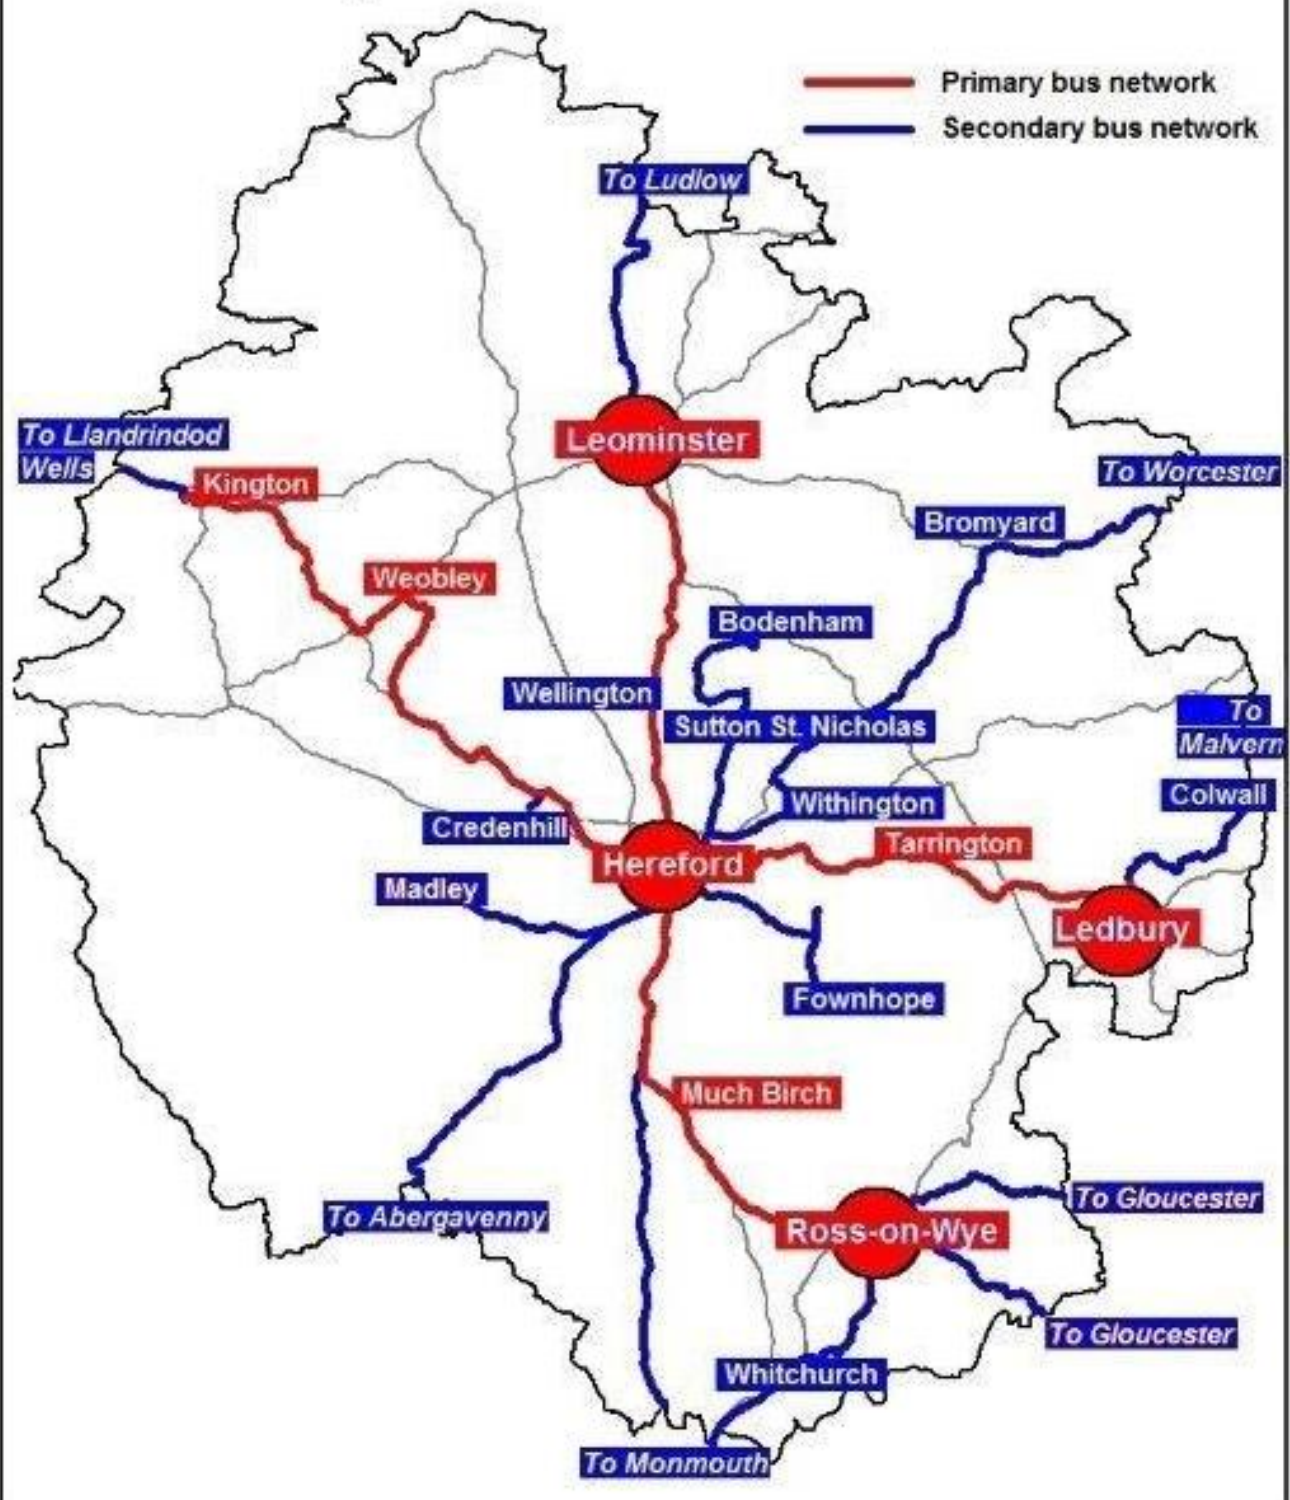 Primary bus network
Secondary bus network
To Ludlow
To Llandrindod
Wells
Leominster
Kington
To Worcester
Bromyard
Weobley
Bodenham
Wellington
Sutton St. Nicholas
To
Malvern
Colwall
Withington
Credenhill
Tarrington
Hereford
Madley
Ledbury
Fownhope
Much Birch
To Gloucester
To Abergavenny
Ross-on-Wye
To Gloucester
Whitchurch
To Monmouth